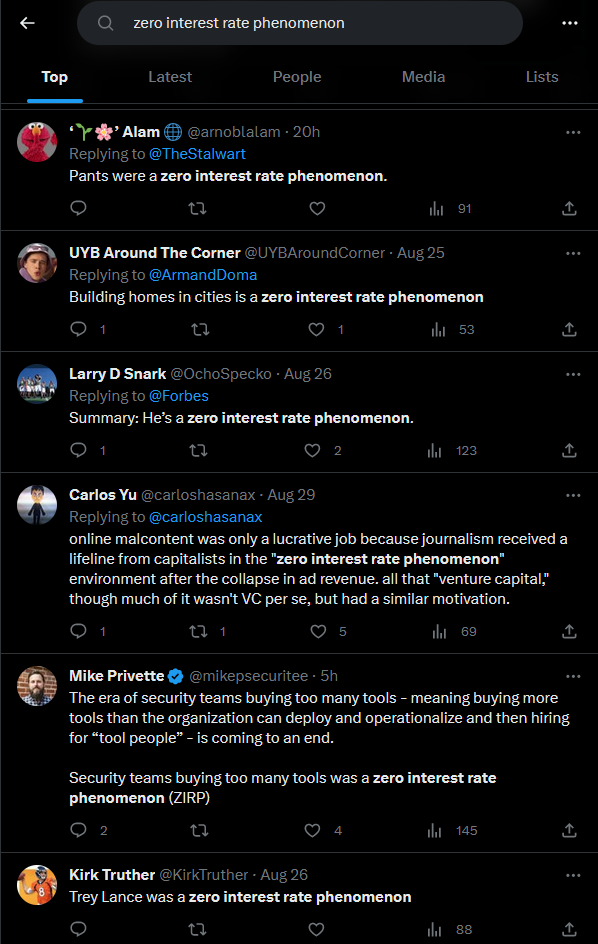 zero interest rate phenomenon
Top Latest People Media Lists
‘🌱🌸’ Alam 🌐 @arnoblalam · 20h
Replying to @TheStalwart
Pants were a zero interest rate phenomenon.
91
UYB Around The Corner @UYBAroundCorner · Aug 25
Replying to @ArmandDoma
Building homes in cities is a zero interest rate phenomenon
1 1 53
Larry D Snark @OchoSpecko · Aug 26
Replying to @Forbes
Summary: He’s a zero interest rate phenomenon.
1 2 123
Carlos Yu @carloshasanax · Aug 29
Replying to @carloshasanax
online malcontent was only a lucrative job because journalism received a
lifeline from capitalists in the "zero interest rate phenomenon"
environment after the collapse in ad revenue. all that "venture capital,"
though much of it wasn't VC per se, but had a similar motivation.
1 1 5 69
Mike Privette @mikepsecuritee · 5h
The era of security teams buying too many tools - meaning buying more
tools than the organization can deploy and operationalize and then hiring
for “tool people” - is coming to an end.
Security teams buying too many tools was a zero interest rate
phenomenon (ZIRP)
2 4 145
Kirk Truther @KirkTruther · Aug 26
Trey Lance was a zero interest rate phenomenon
88